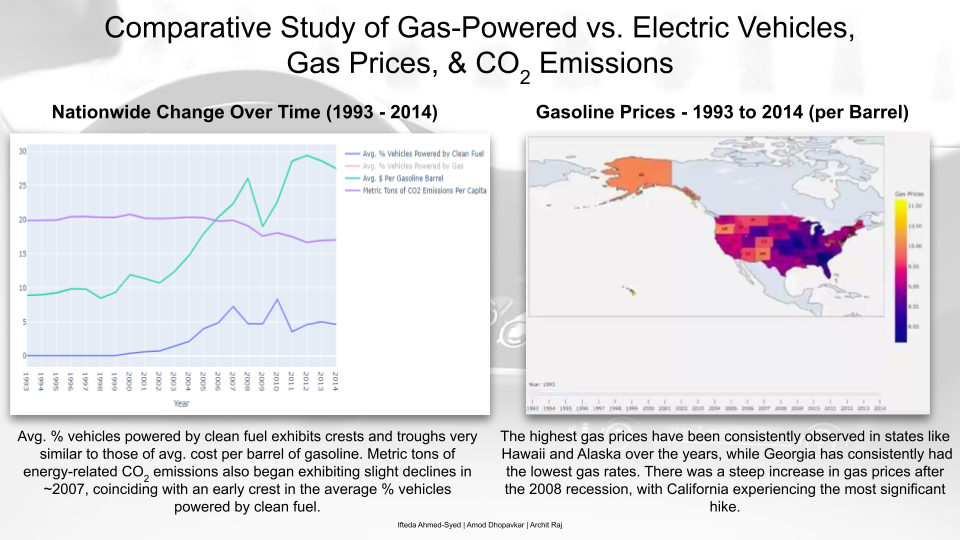 Comparative Study of Gas-Powered vs. Electric Vehicles,
Gas Prices, & CO2 Emissions
Nationwide Change Over Time (1993 - 2014)
30
25
20
15
10
5
0
1993 1994 1995 1996 1997 1998 1999 2000 2001 2002 2003 2004 2005 2006 2007 2008 2009 2010 2011 2012 2013 2014
Year
Avg. % Vehicles Powered by Clean Fuel
Avg. % Vehicles Powered by Gas
Avg. $ Per Gasoline Barrel
Metric Tons of CO2 Emissions Per Capita
Avg. % vehicles powered by clean fuel exhibits crests and troughs very
similar to those of avg. cost per barrel of gasoline. Metric tons of
energy-related CO2 emissions also began exhibiting slight declines in
~2007, coinciding with an early crest in the average % vehicles
powered by clean fuel.
Gasoline Prices - 1993 to 2014 (per Barrel)
Gas Prices
Year: 1993
1993 1994 1995 1996 1997 1998 1999 2000 2001 2002 2003 2004 2005 2006 2007 2008 2009 2010 2011 2012 2013 2014
The highest gas prices have been consistently observed in states like
Hawaii and Alaska over the years, while Georgia has consistently had
the lowest gas rates. There was a steep increase in gas prices after
the 2008 recession, with California experiencing the most significant
hike.
Ifteda Ahmed-Syed | Amod Dhopavkar | Archit Raj